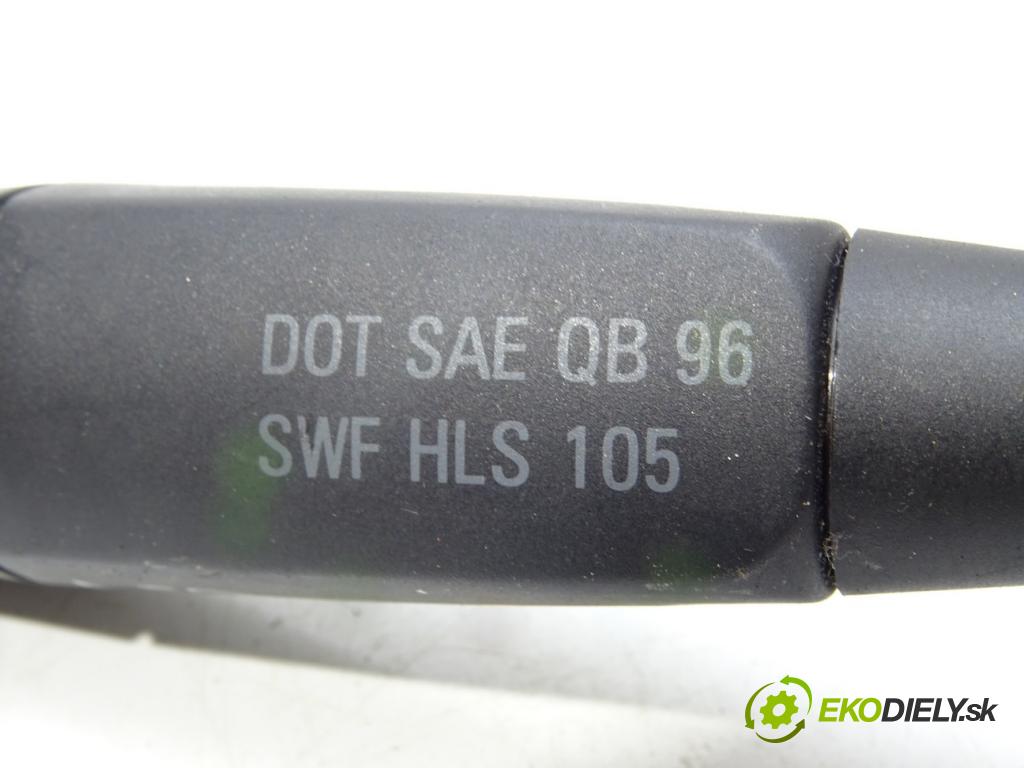 DOT SAE QB 96
SWF HLS 105
EKODIELY.sk